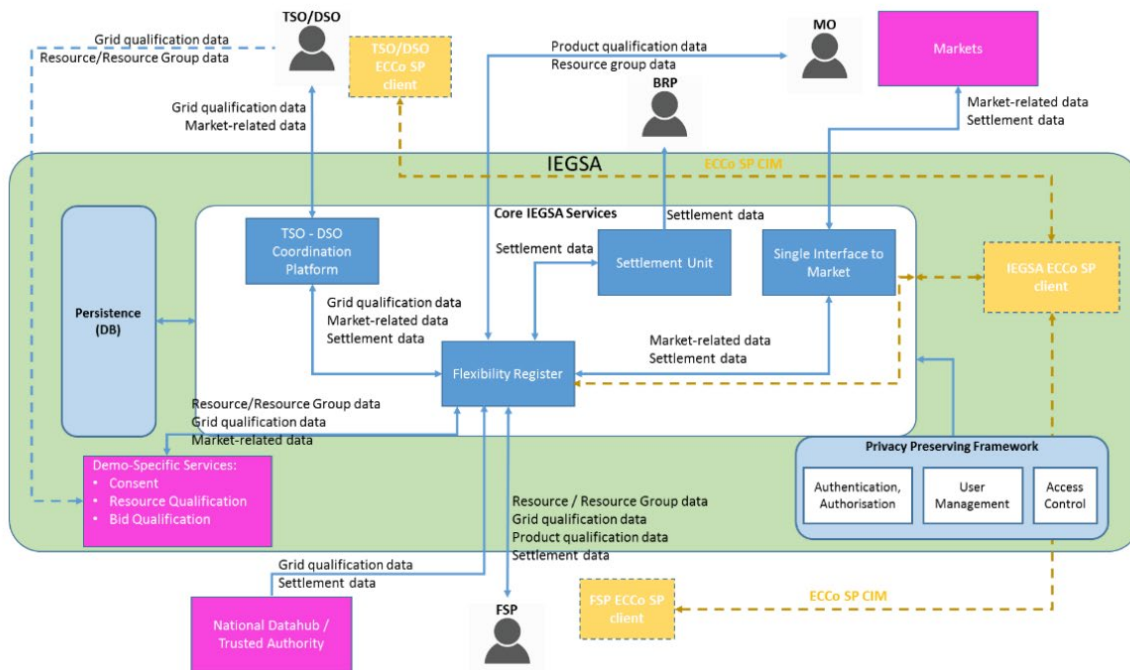 TSO/DSO
Grid qualification data
Resource/Resource Group data
TSO/DSO
ECCo SP
client
Product qualification data
Resource group data
MO
Markets
BRP
Grid qualification data
Market-related data
Market-related data
Settlement data
IEGSA
ECCo SP CIM
Core IEGSA Services
Settlement data
TSO - DSO
Coordination
Platform
Settlement data
Settlement Unit
Single Interface to
Market
IEGSA ECCo SP
client
Persistence
(DB)
Grid qualification data
Market-related data
Settlement data
Market-related data
Settlement data
Flexibility Register
Resource/Resource Group data
Grid qualification data
Market-related data
Privacy Preserving Framework
Authentication,
Authorisation
User
Management
Access
Control
Demo-Specific Services:
• Consent
• Resource Qualification
• Bid Qualification
Resource / Resource Group data
Grid qualification data
Product qualification data
Settlement data
Grid qualification data
Settlement data
National Datahub /
Trusted Authority
FSP
FSP ECCo SP
client
ECCo SP CIM